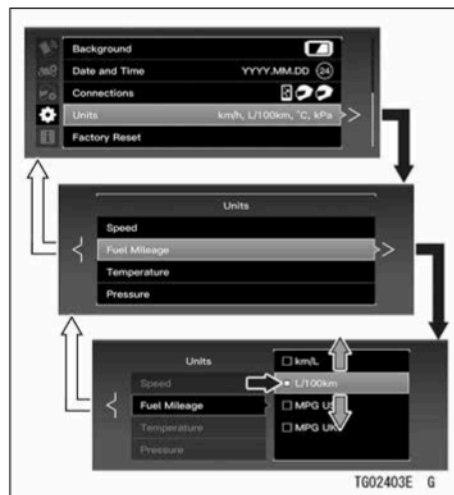 Background
Date and Time YYYY.MM.DD 24
Connections
Units km/h, L/100km, °C, kPa
Factory Reset
Units
Speed
Fuel Mileage
Temperature
Pressure
Units
km/L
Speed
L/100km
Fuel Mileage
MPG US
Temperature
MPG UK
Pressure
TG02403E G